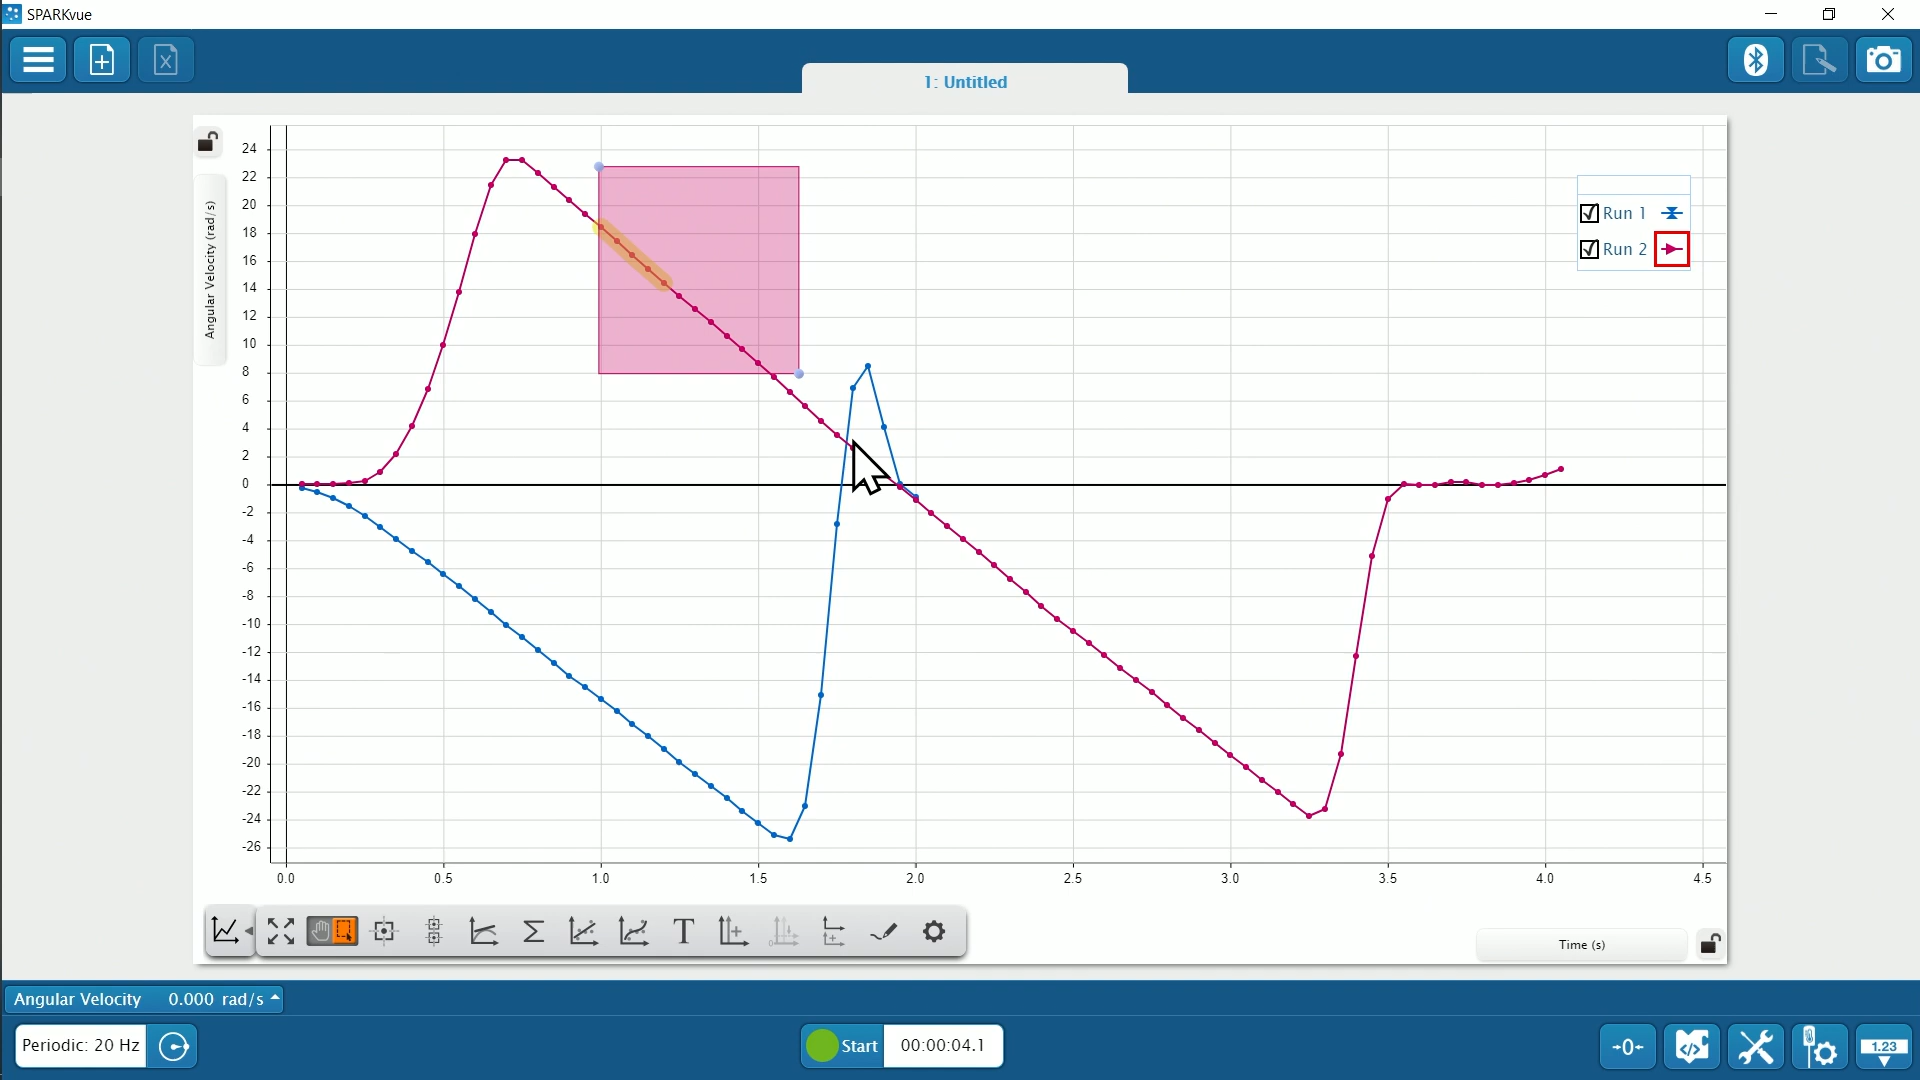 SPARKvue
1: Untitled
Angular Velocity (rad/s)
24
22
20
18
16
14
12
10
8
6
4
2
0
-2
-4
-6
-8
-10
-12
-14
-16
-18
-20
-22
-24
-26
Run 1
Run 2
0.0 0.5 1.0 1.5 2.0 2.5 3.0 3.5 4.0 4.5
T
Time (s)
Angular Velocity 0.000 rad/s
Periodic: 20 Hz
Start 00:00:04.1
-0-
1.23